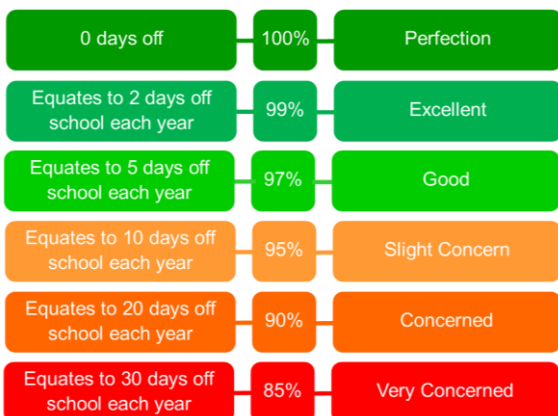 0 days off 100% Perfection
Equates to 2 days off
school each year 99% Excellent
Equates to 5 days off
school each year 97% Good
Equates to 10 days off
school each year 95% Slight Concern
Equates to 20 days off
school each year 90% Concerned
Equates to 30 days off
school each year 85% Very Concerned